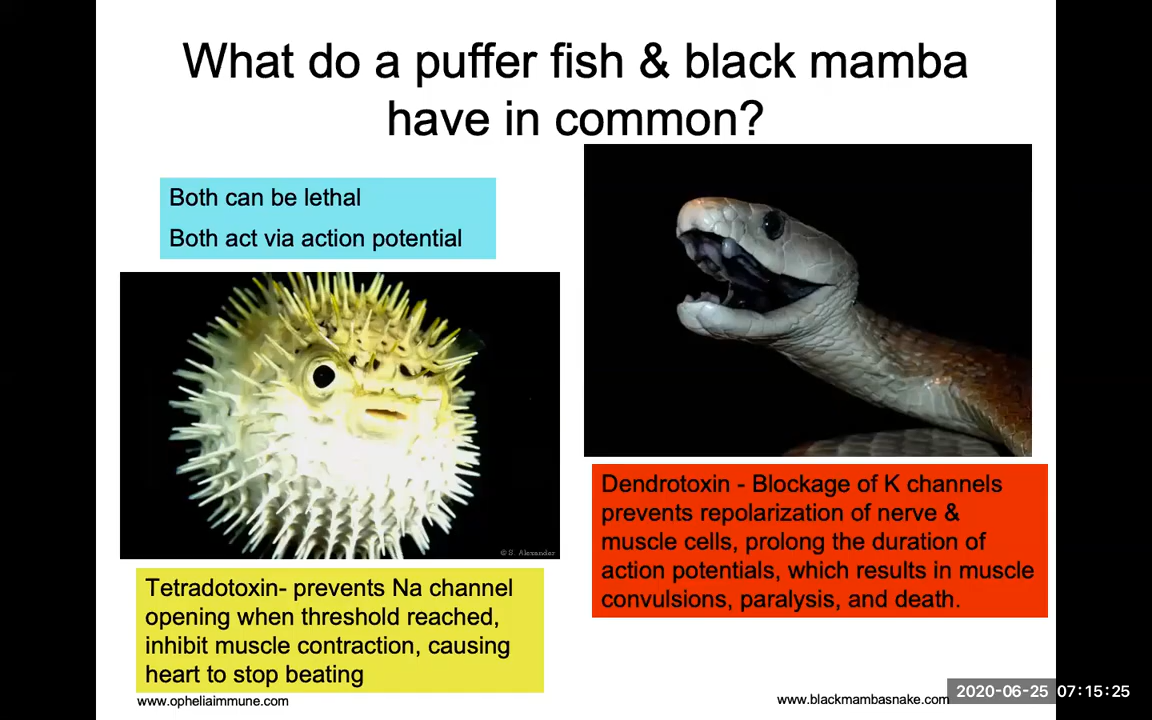 What do a puffer fish & black mamba
have in common?
Both can be lethal
Both act via action potential
© S. Alexander
Tetradotoxin- prevents Na channel
opening when threshold reached,
inhibit muscle contraction, causing
heart to stop beating
Dendrotoxin - Blockage of K channels
prevents repolarization of nerve &
muscle cells, prolong the duration of
action potentials, which results in muscle
convulsions, paralysis, and death.
www.opheliaimmune.com
www.blackmambasnake.com
2020-06-25 07:15:25